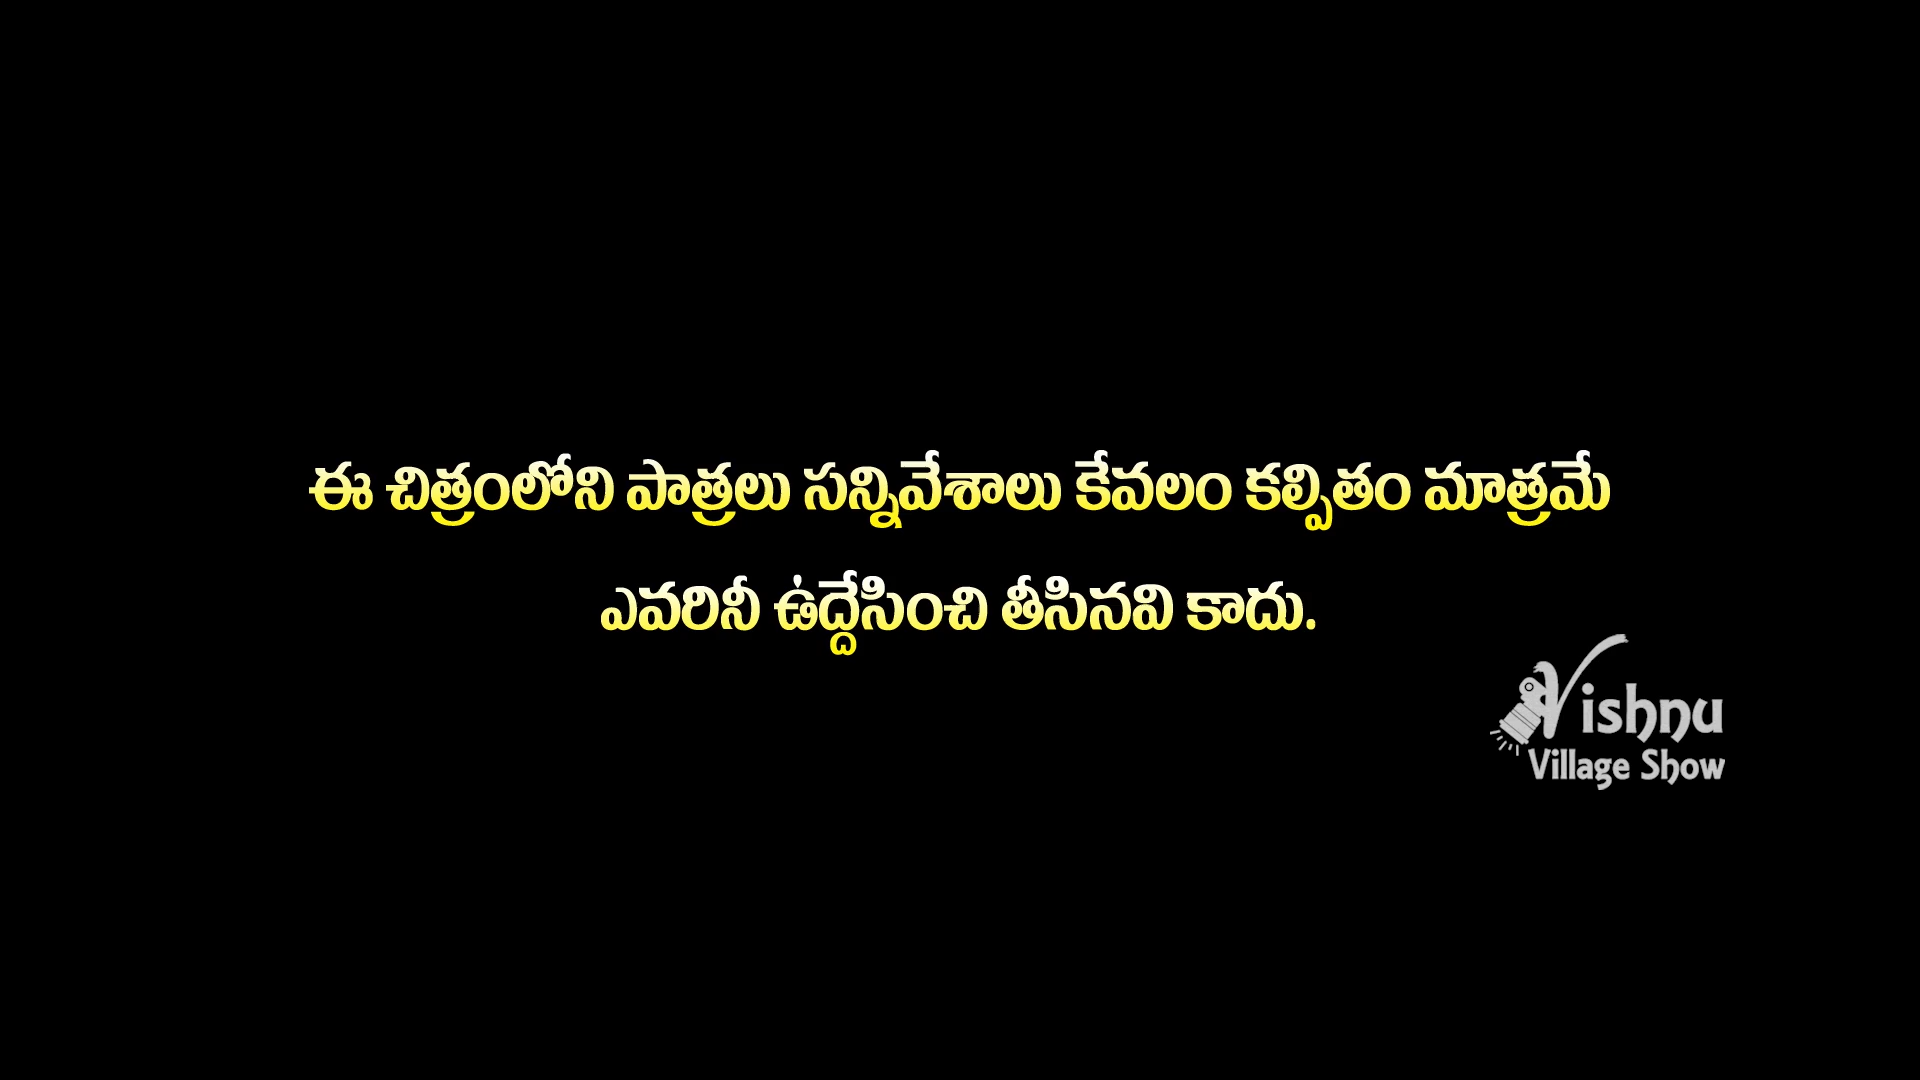 ఈ చిత్రంలోని పాత్రలు సన్నివేశాలు కేవలం కల్పితం మాత్రమే
ఎవరినీ ఉద్దేసించి తీసినవి కాదు.
Vishnu
Village Show